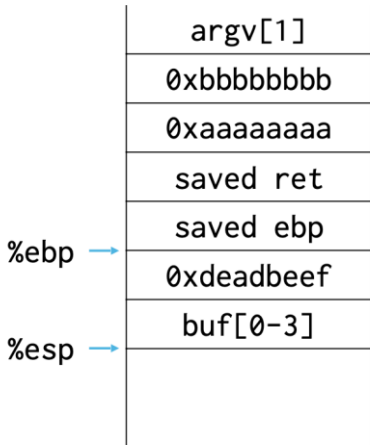 argv[1]
0xbbbbbbbb
0xaaaaaaaa
saved ret
saved ebp
%ebp
0xdeadbeef
buf[0-3]
%esp